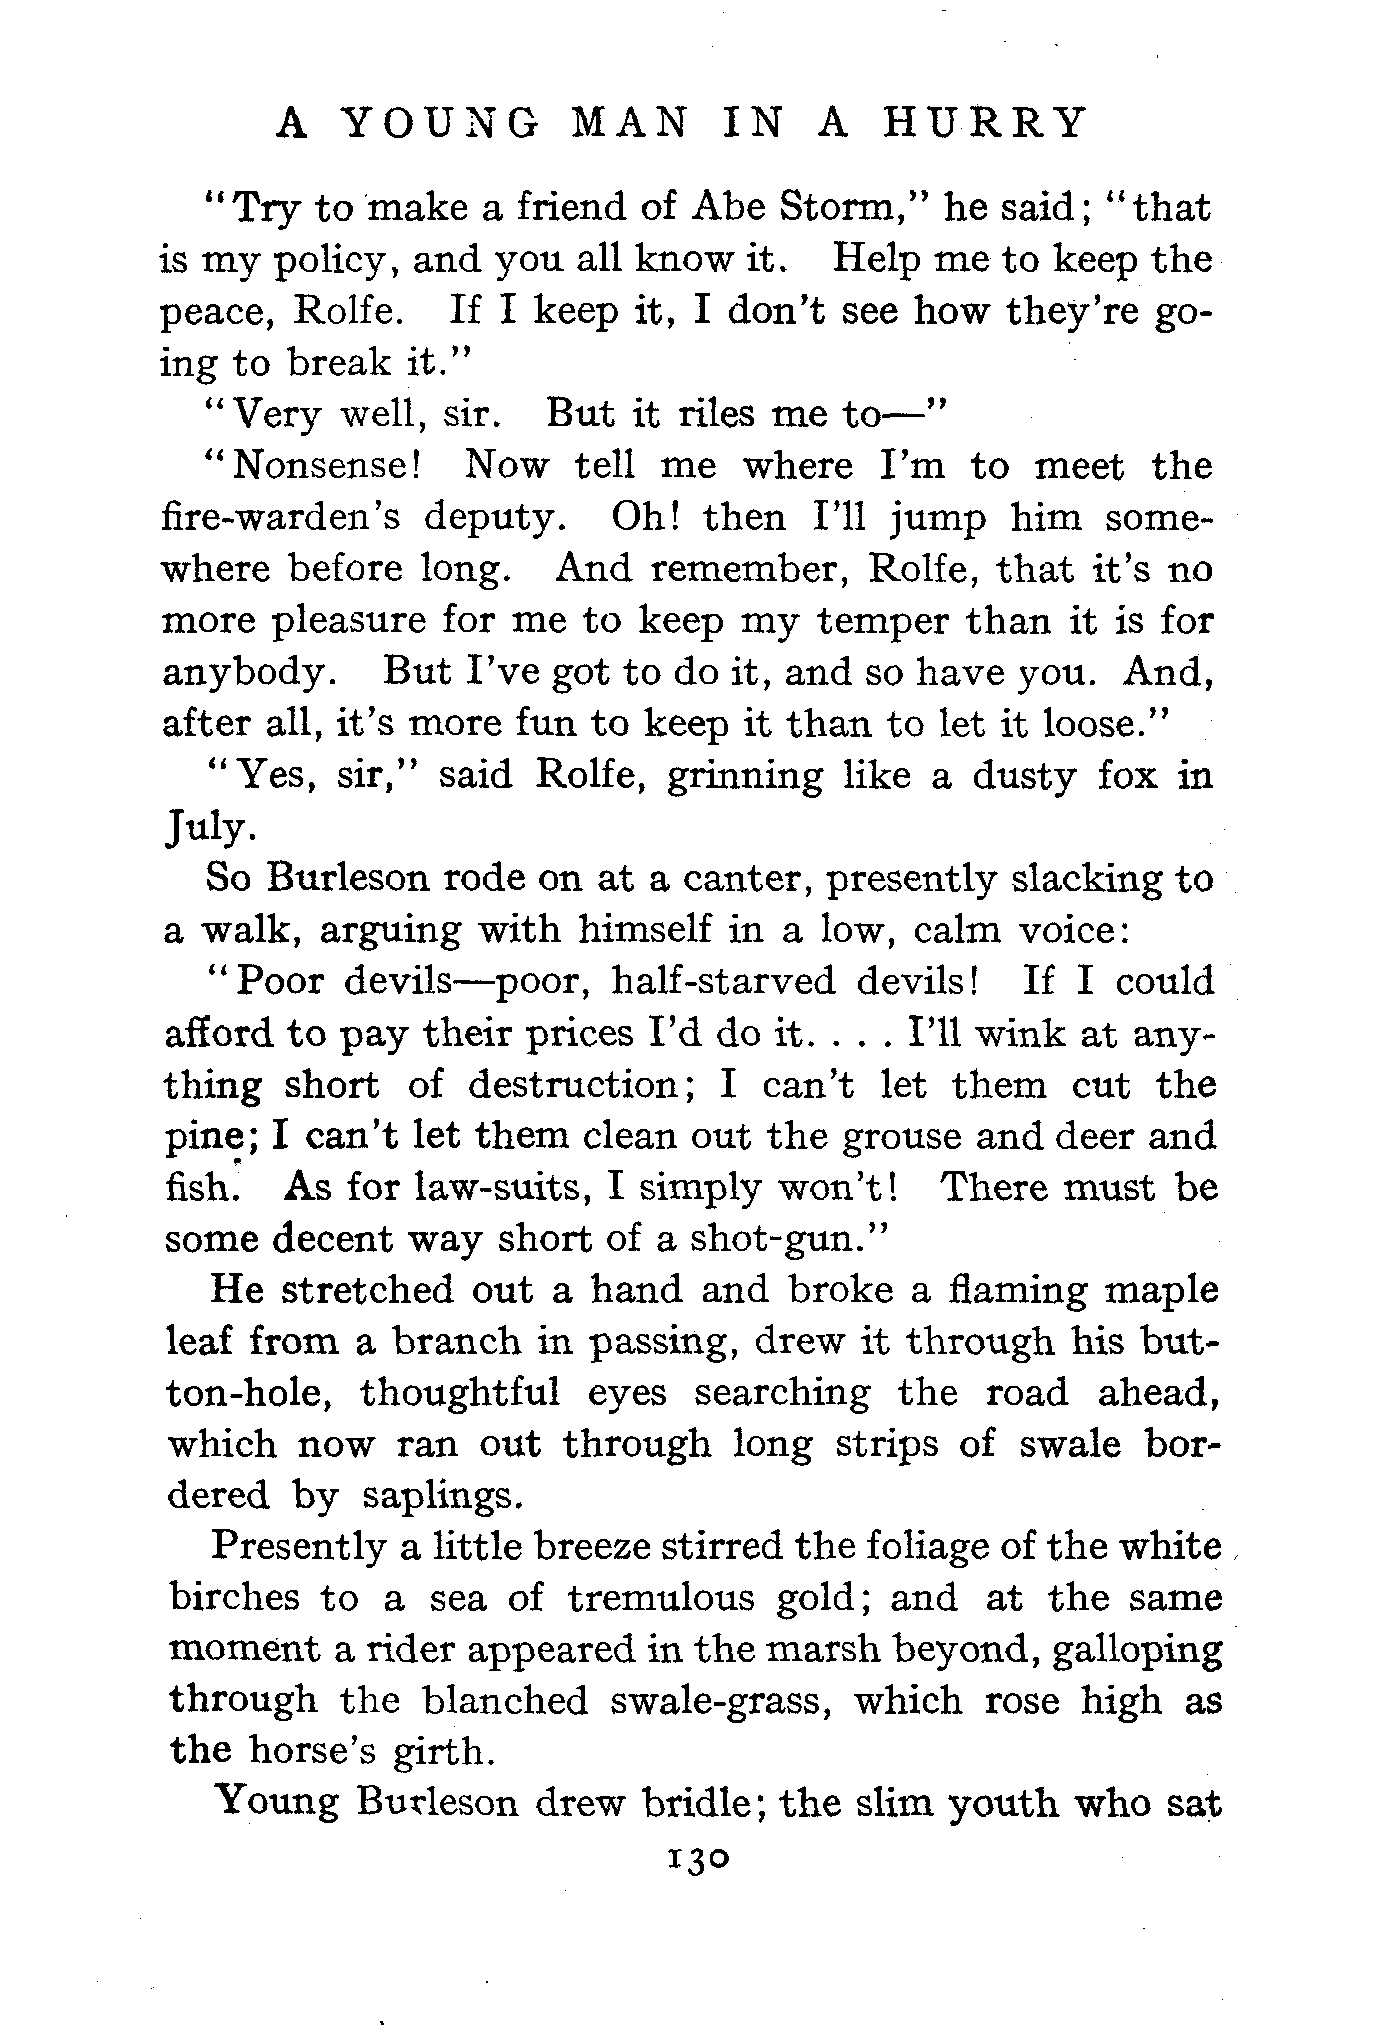 A YOUNG MAN IN A HURRY
"Try to make a friend of Abe Storm," he said; "that
is my policy, and you all know it. Help me to keep the
peace, Rolfe. If I keep it, I don't see how they're go-
ing to break it."
"Very well, sir. But it riles me to—"
"Nonsense! Now tell me where I'm to meet the
fire-warden's deputy. Oh! then I'll jump him some-
where before long. And remember, Rolfe, that it's no
more pleasure for me to keep my temper than it is for
anybody. But I've got to do it, and so have you. And,
after all, it's more fun to keep it than to let it loose."
"Yes, sir," said Rolfe, grinning like a dusty fox in
July.
So Burleson rode on at a canter, presently slacking to
a walk, arguing with himself in a low, calm voice:
"Poor devils—poor, half-starved devils! If I could
afford to pay their prices I'd do it. . . . I'll wink at any-
thing short of destruction; I can't let them cut the
pine; I can't let them clean out the grouse and deer and
fish. As for law-suits, I simply won't! There must be
some decent way short of a shot-gun."
He stretched out a hand and broke a flaming maple
leaf from a branch in passing, drew it through his but-
ton-hole, thoughtful eyes searching the road ahead,
which now ran out through long strips of swale bor-
dered by saplings.
Presently a little breeze stirred the foliage of the white
birches to a sea of tremulous gold; and at the same
moment a rider appeared in the marsh beyond, galloping
through the blanched swale-grass, which rose high as
the horse's girth.
Young Burleson drew bridle; the slim youth who sat
130